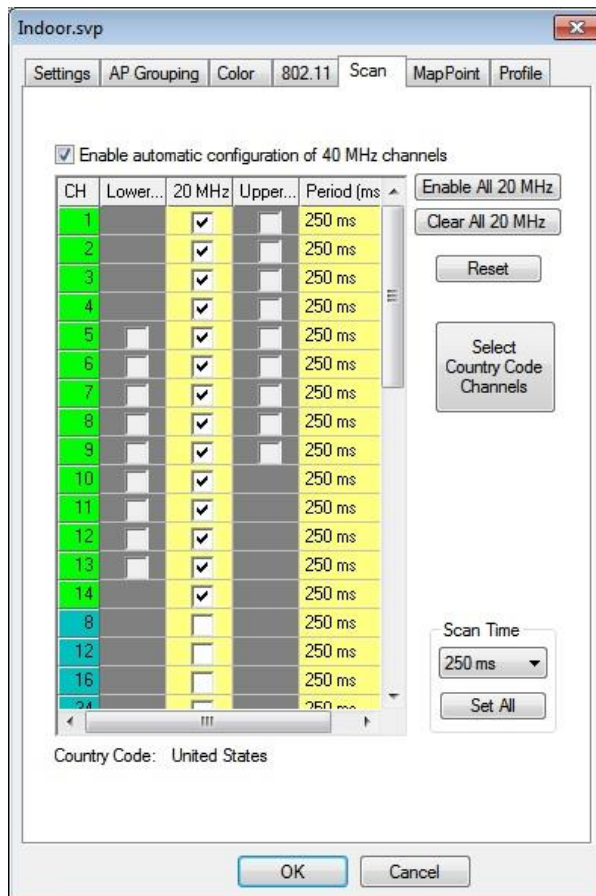 Indoor.svp
Settings AP Grouping Color 802.11 Scan MapPoint Profile
Enable automatic configuration of 40 MHz channels
CH Lower... 20 MHz Upper... Period (ms
1 250 ms
2 250 ms
3 250 ms
4 250 ms
5 250 ms
6 250 ms
7 250 ms
8 250 ms
9 250 ms
10 250 ms
11 250 ms
12 250 ms
13 250 ms
14 250 ms
8 250 ms
12 250 ms
16 250 ms
24 250 ms
Enable All 20 MHz
Clear All 20 MHz
Reset
Select
Country Code
Channels
Scan Time
250 ms
Set All
Country Code: United States
OK Cancel